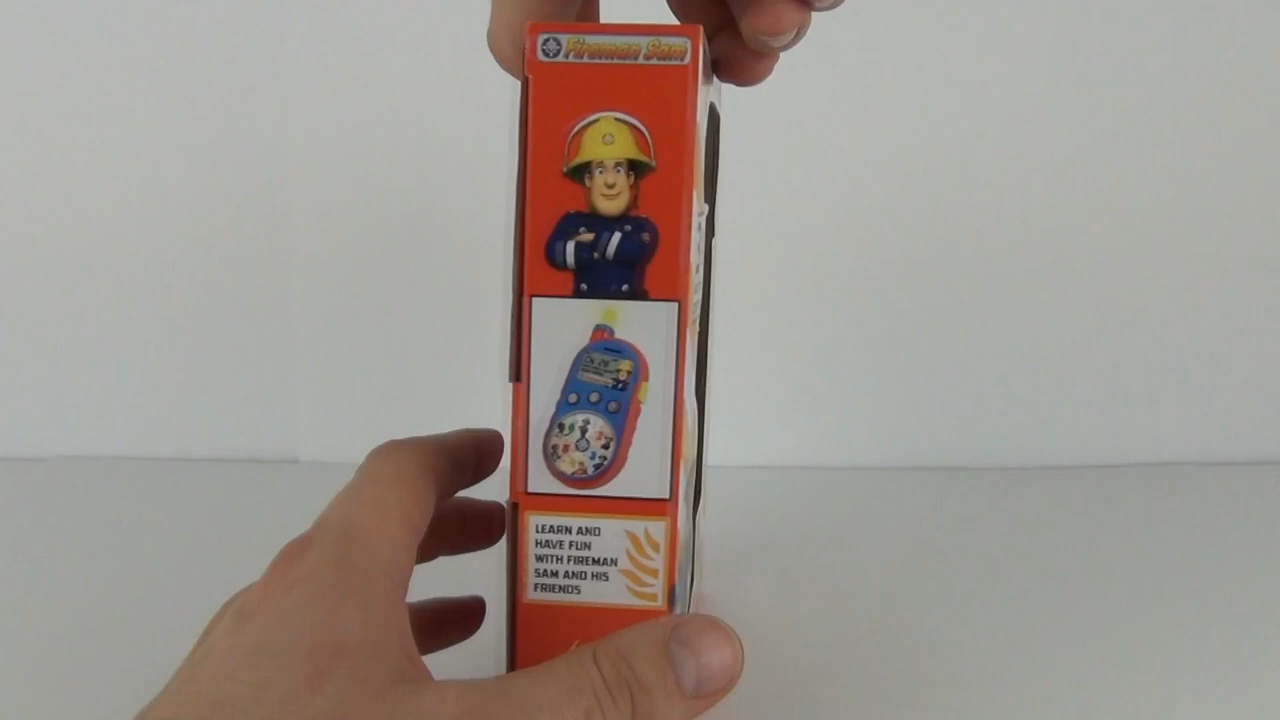 Fireman Sam
LEARN AND
HAVE FUN
WITH FIREMAN
SAM AND HIS
FRIENDS